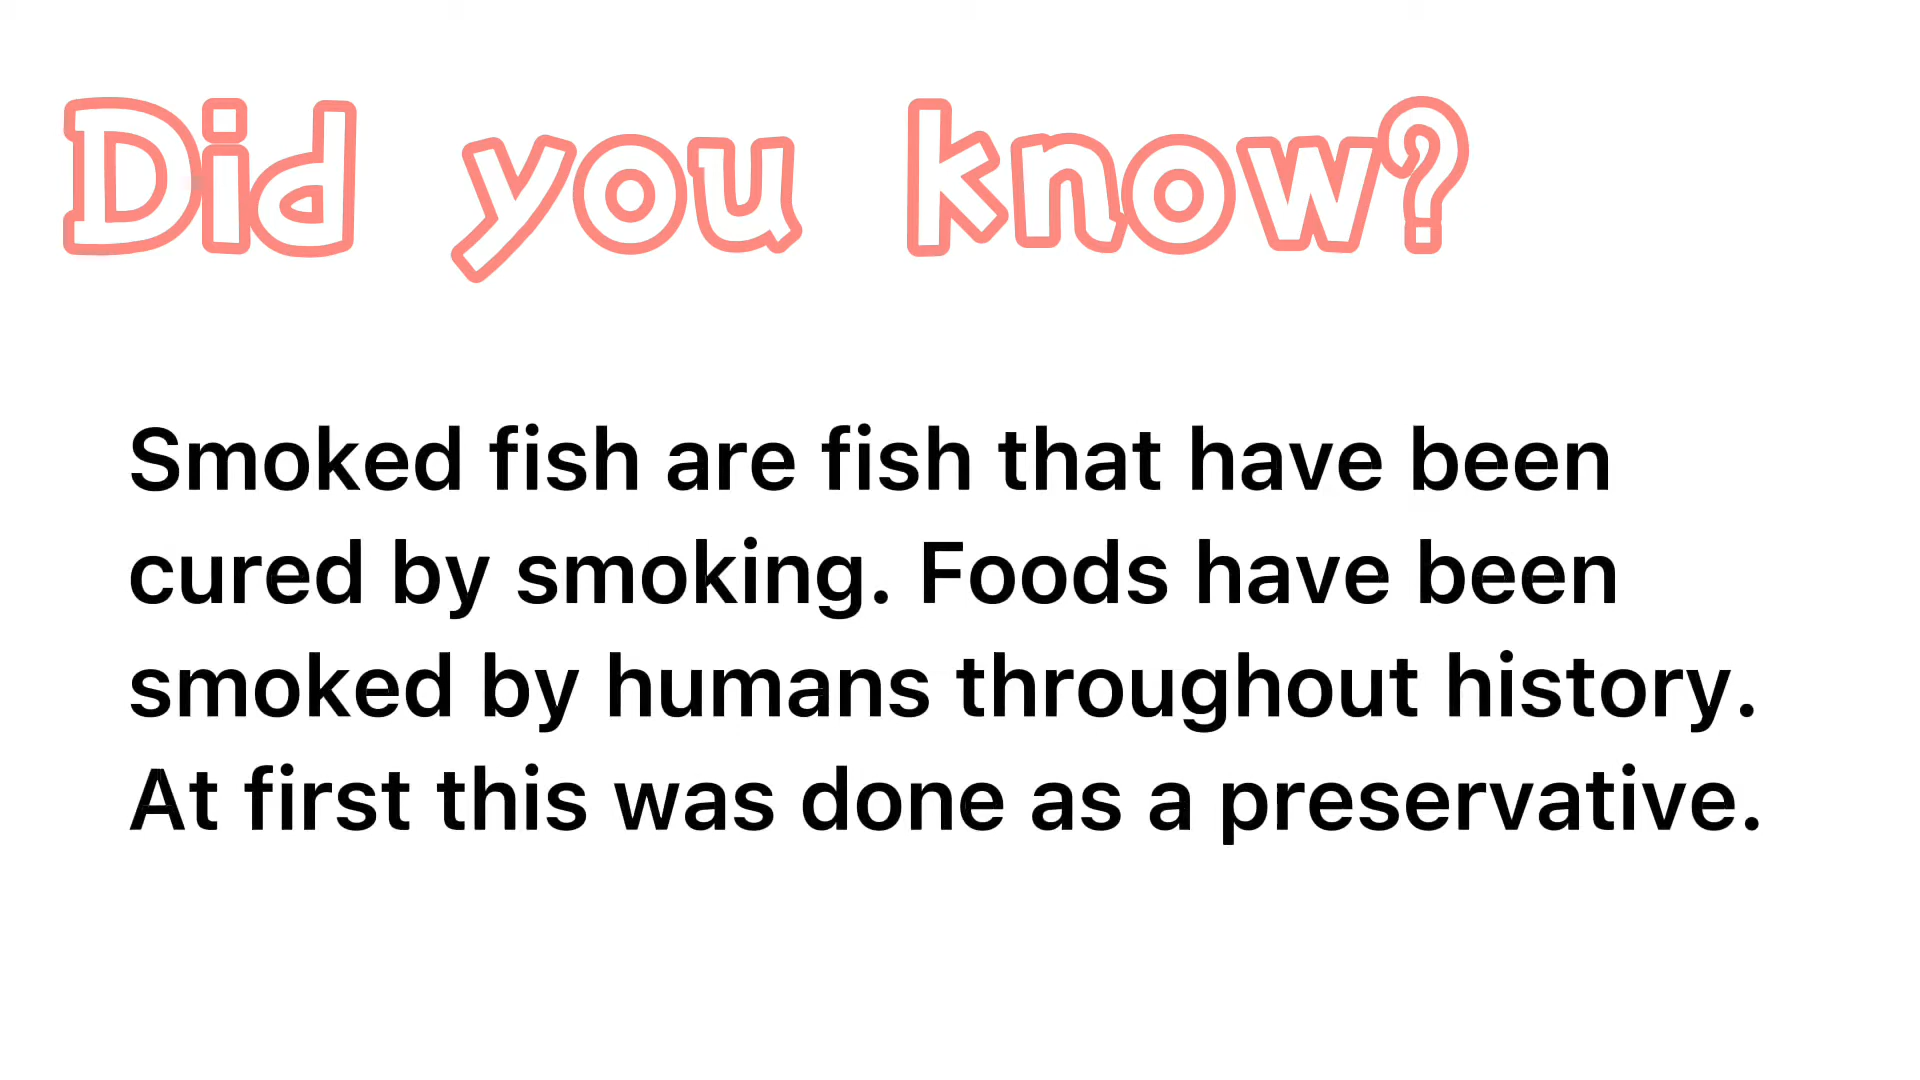 Did you know?
Smoked fish are fish that have been
cured by smoking. Foods have been
smoked by humans throughout history.
At first this was done as a preservative.